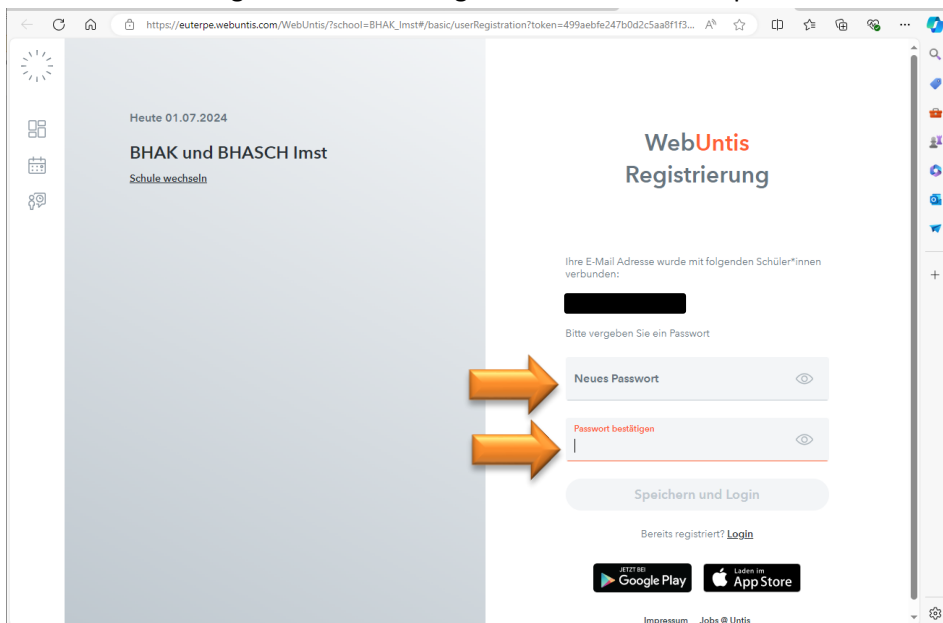 https://euterpe.webuntis.com/WebUntis/?school=BHAK_Imst#/basic/userRegistration?token=499aebfe247b0d2c5aa8f1f3...
Heute 01.07.2024
BHAK und BHASCH Imst
Schule wechseln
WebUntis
Registrierung
Ihre E-Mail Adresse wurde mit folgenden Schüler*innen
verbunden:
Bitte vergeben Sie ein Passwort
Neues Passwort
Passwort bestätigen
Speichern und Login
Bereits registriert? Login
JETZT BEI
Google Play
Laden im
App Store
Impressum Jobs @ Untis